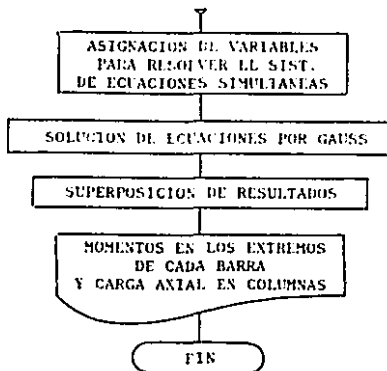 ASIGNACION DE VARIABLES
PARA RESOLVER EL SIST.
DE ECUACIONES SIMULTANEAS
SOLUCION DE ECUACIONES POR GAUSS
SUPERPOSICION DE RESULTADOS
MOMENTOS EN LOS EXTREMOS
DE CADA BARRA
Y CARGA AXIAL EN COLUMNAS
FIN